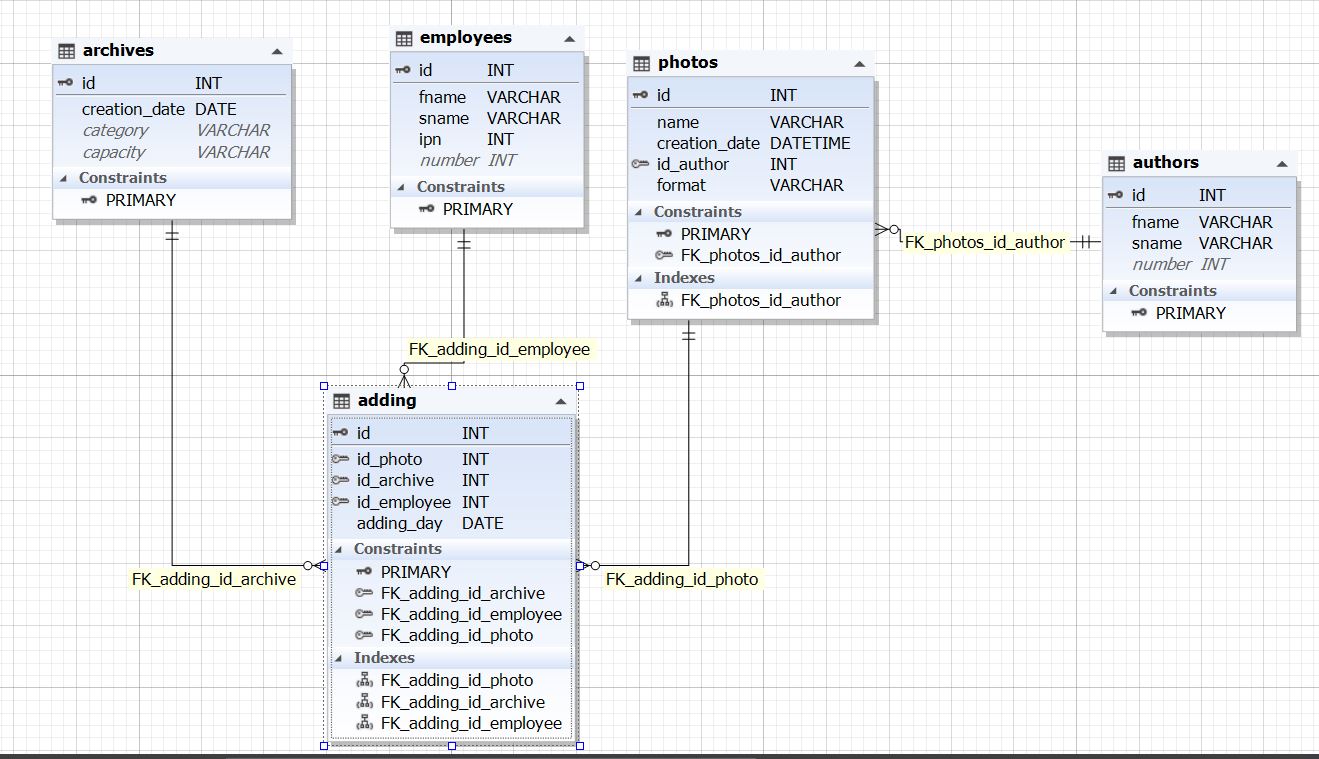 archives
id INT
creation_date DATE
category VARCHAR
capacity VARCHAR
Constraints
PRIMARY
employees
id INT
fname VARCHAR
sname VARCHAR
ipn INT
number INT
Constraints
PRIMARY
photos
id INT
name VARCHAR
creation_date DATETIME
id_author INT
format VARCHAR
Constraints
PRIMARY
FK_photos_id_author
Indexes
FK_photos_id_author
FK_photos_id_author
authors
id INT
fname VARCHAR
sname VARCHAR
number INT
Constraints
PRIMARY
FK_adding_id_employee
adding
id INT
id_photo INT
id_archive INT
id_employee INT
adding_day DATE
Constraints
PRIMARY
FK_adding_id_archive
FK_adding_id_employee
FK_adding_id_photo
Indexes
FK_adding_id_photo
FK_adding_id_archive
FK_adding_id_employee
FK_adding_id_archive
FK_adding_id_photo